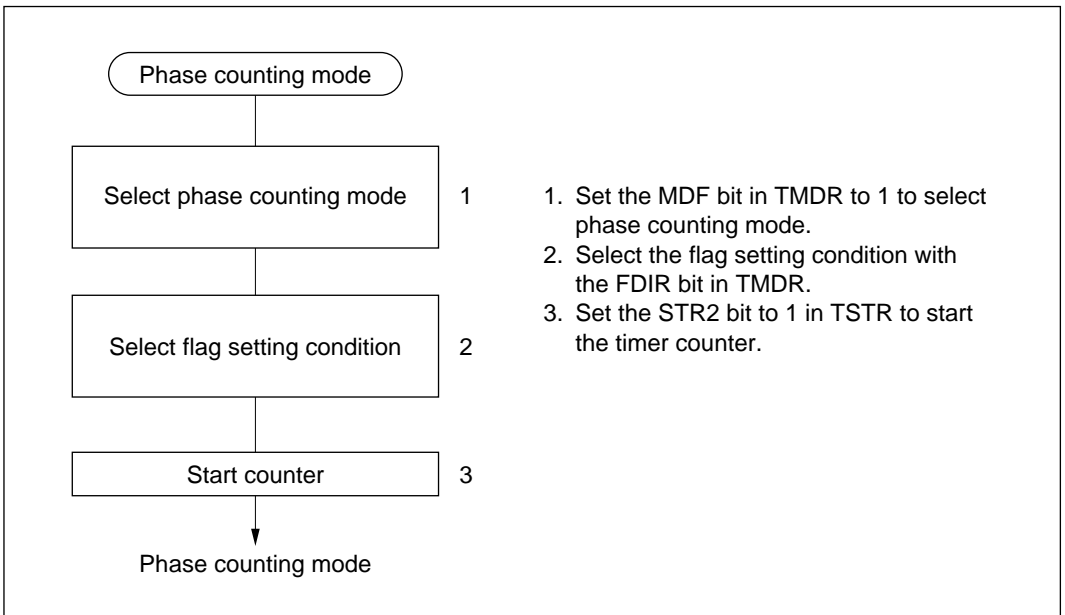 Phase counting mode
Select phase counting mode
1
Select flag setting condition
2
Start counter
3
Phase counting mode
1. Set the MDF bit in TMDR to 1 to select
phase counting mode.
2. Select the flag setting condition with
the FDIR bit in TMDR.
3. Set the STR2 bit to 1 in TSTR to start
the timer counter.